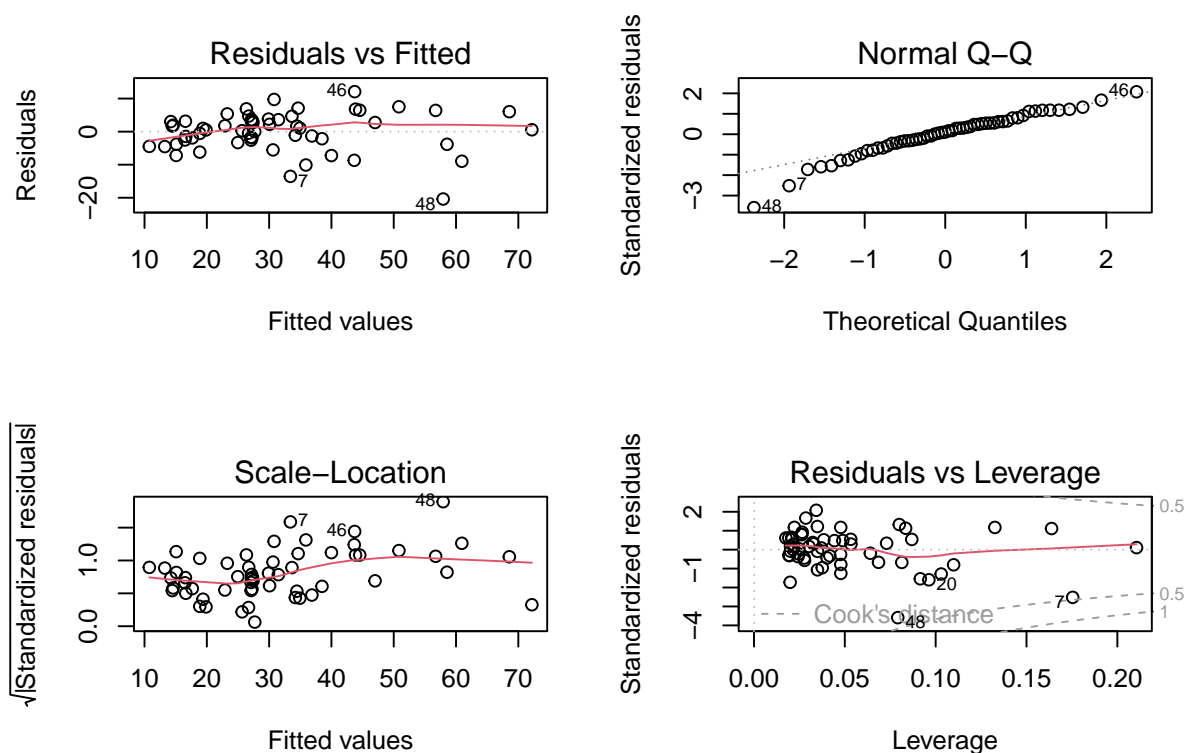 Residuals vs Fitted
Residuals
0
−20
46
7
48
10 20 30 40 50 60 70
Fitted values
Normal Q−Q
Standardized residuals
2
0
−3
46
7
48
−2 −1 0 1 2
Theoretical Quantiles
Scale−Location
√|Standardized residuals|
1.0
0.0
48
7
46
10 20 30 40 50 60 70
Fitted values
Residuals vs Leverage
Standardized residuals
2
−1
−4
0.5
20
0.5
7
1
Cook's distance
48
0.00 0.05 0.10 0.15 0.20
Leverage